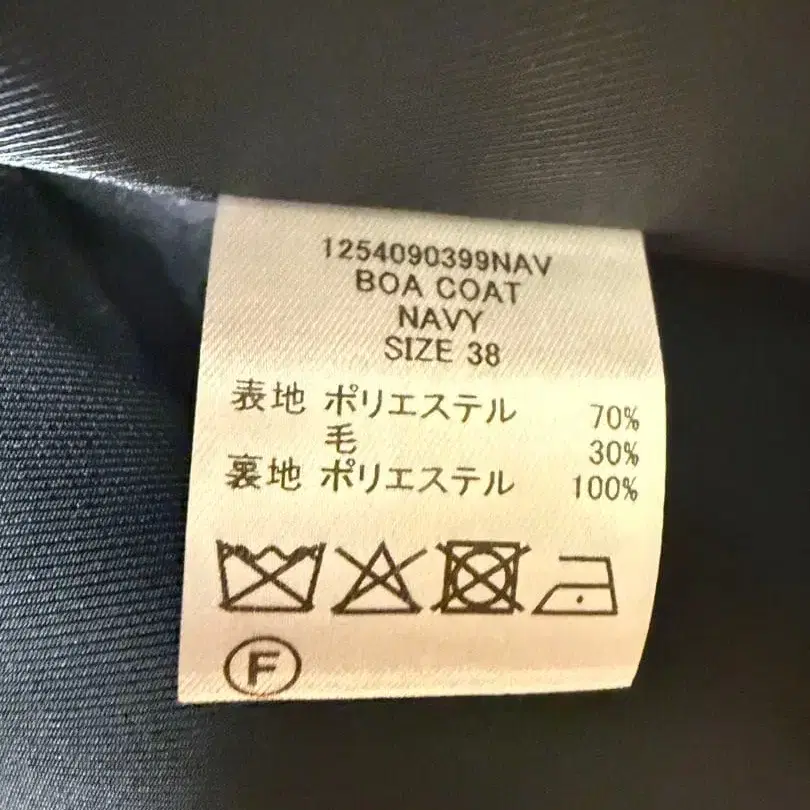 1254090399NAV
BOA COAT
NAVY
SIZE 38
表地 ポリエステル 70%
毛 30%
裏地 ポリエステル 100%
F